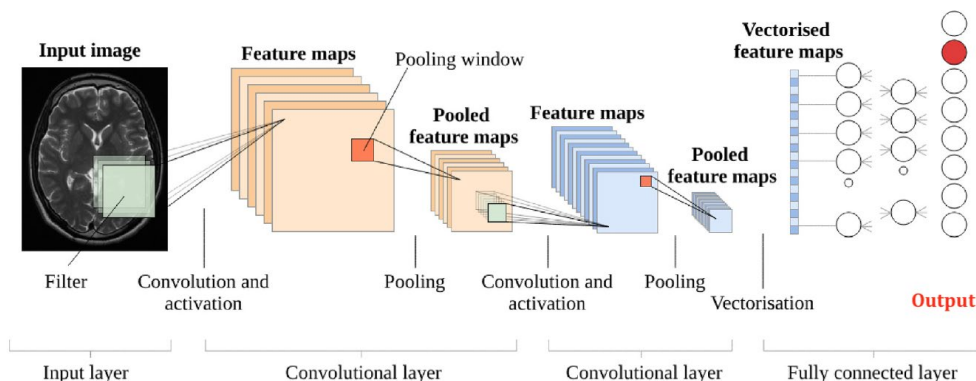 Input image
Feature maps
Pooling window
Pooled
feature maps
Feature maps
Pooled
feature maps
Vectorised
feature maps
Filter
Convolution and
activation
Pooling
Convolution and
activation
Pooling
Vectorisation
Output
Input layer
Convolutional layer
Convolutional layer
Fully connected layer